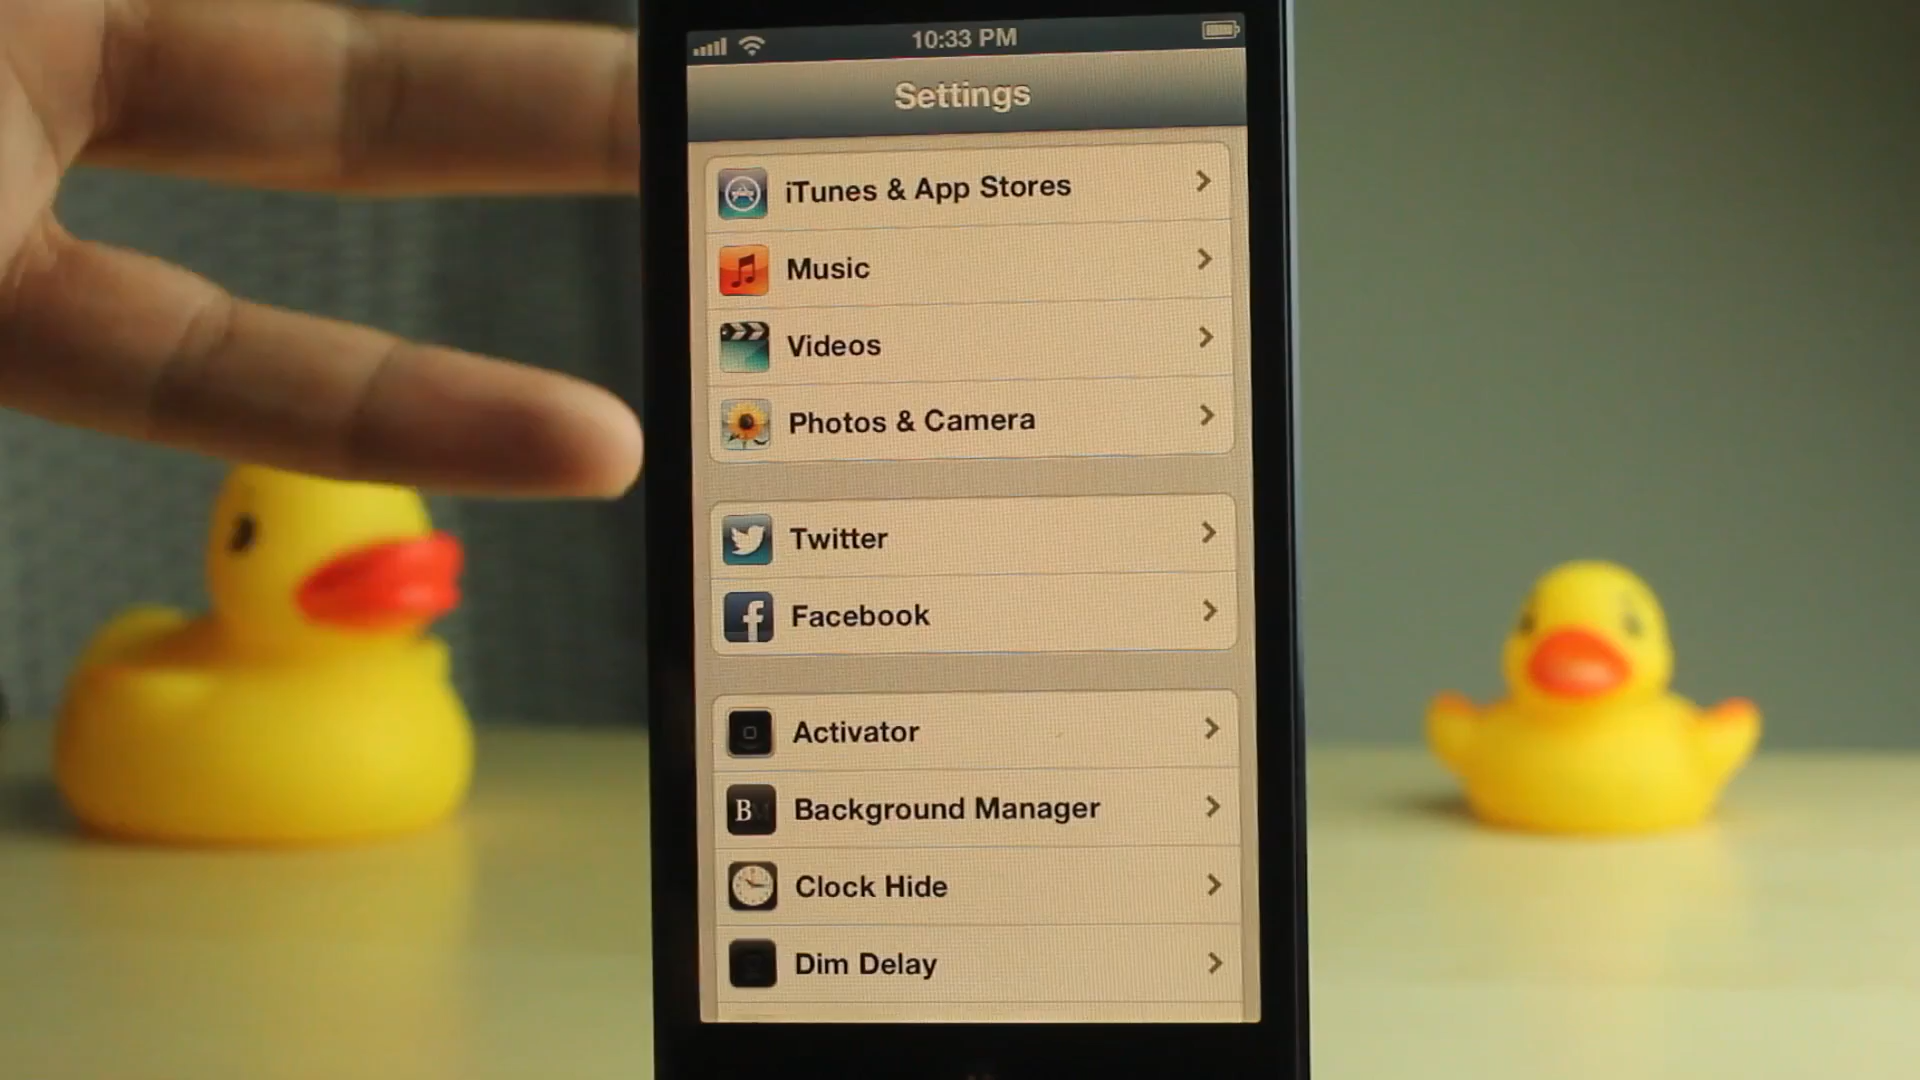 10:33 PM
Settings
iTunes & App Stores
Music
Videos
Photos & Camera
Twitter
Facebook
Activator
B
Background Manager
Clock Hide
Dim Delay